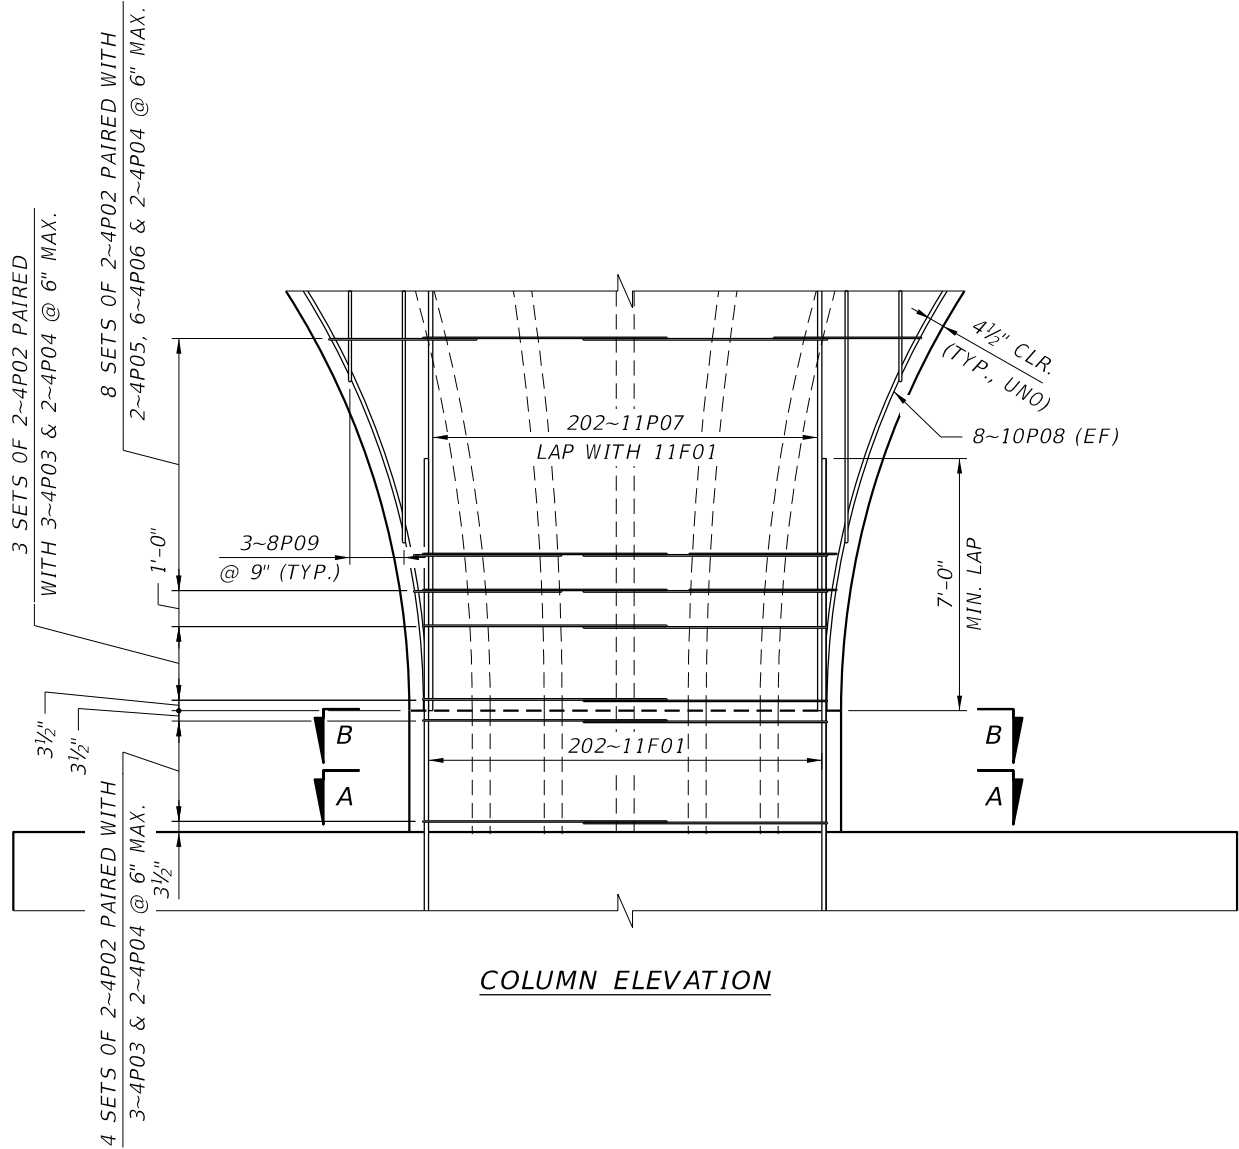 8 SETS OF 2~4P02 PAIRED WITH
2~4P05, 6~4P06 & 2~4P04 @ 6" MAX.
3 SETS OF 2~4P02 PAIRED
WITH 3~4P03 & 2~4P04 @ 6" MAX.
4½" CLR.
(TYP., UNO)
202~11P07
LAP WITH 11F01
8~10P08 (EF)
3~8P09
@ 9" (TYP.)
1'-0"
7'-0"
MIN. LAP
3½"
3½"
B
B
202~11F01
A
A
4 SETS OF 2~4P02 PAIRED WITH
3~4P03 & 2~4P04 @ 6" MAX.
3½"
COLUMN ELEVATION